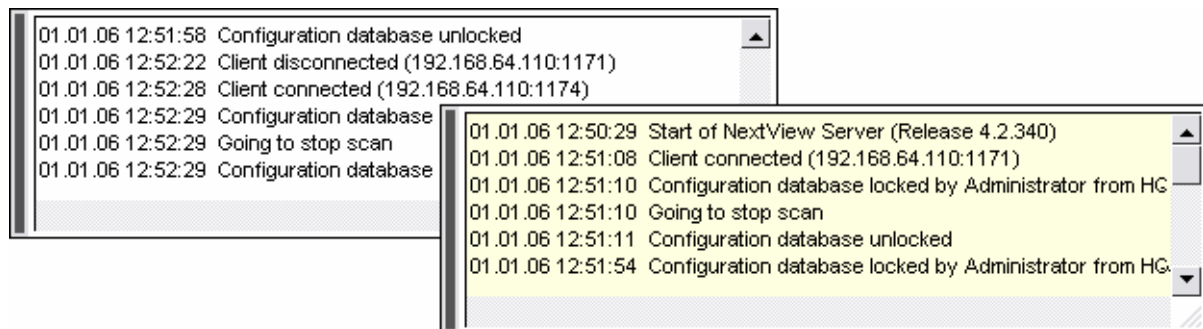 01.01.06 12:51:58 Configuration database unlocked
01.01.06 12:52:22 Client disconnected (192.168.64.110:1171)
01.01.06 12:52:28 Client connected (192.168.64.110:1174)
01.01.06 12:52:29 Configuration database
01.01.06 12:52:29 Going to stop scan
01.01.06 12:52:29 Configuration database
01.01.06 12:50:29 Start of NextView Server (Release 4.2.340)
01.01.06 12:51:08 Client connected (192.168.64.110:1171)
01.01.06 12:51:10 Configuration database locked by Administrator from HG
01.01.06 12:51:10 Going to stop scan
01.01.06 12:51:11 Configuration database unlocked
01.01.06 12:51:54 Configuration database locked by Administrator from HG